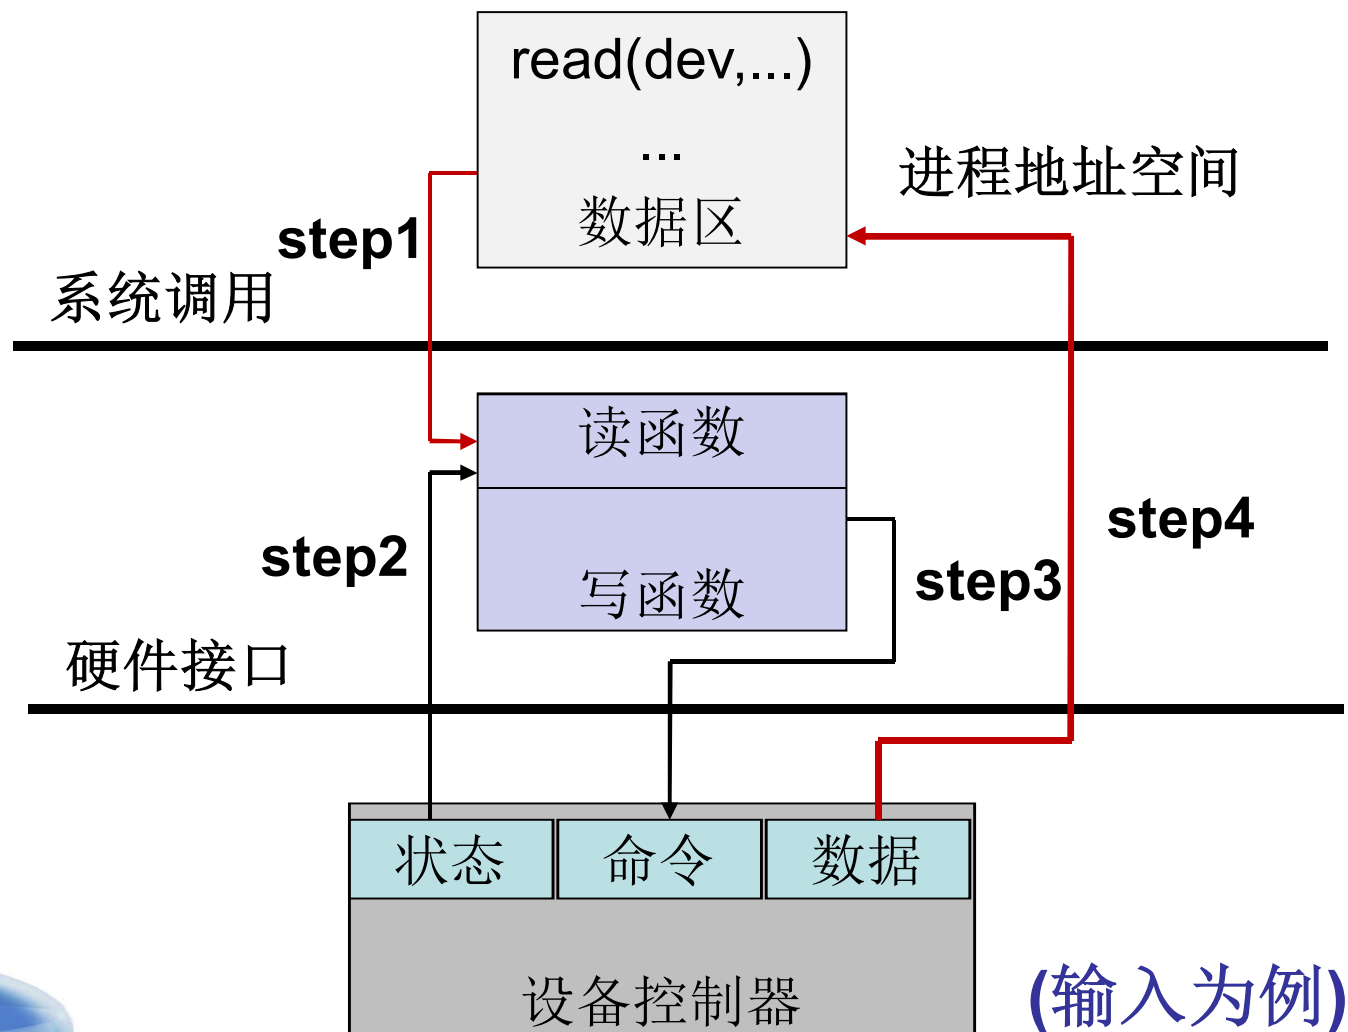 read(dev,...)
...
数据区
进程地址空间
step1
系统调用
读函数
step2
step4
写函数
step3
硬件接口
状态
命令
数据
设备控制器
(输入为例)